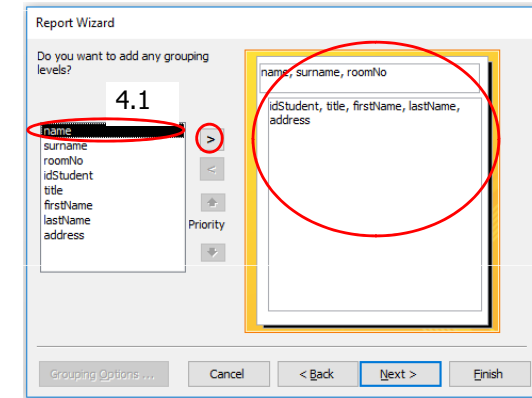 Report Wizard
Do you want to add any grouping
levels?
4.1
name
surname
roomNo
idStudent
title
firstName
lastName
address
>
<
Priority
name, surname, roomNo
idStudent, title, firstName, lastName,
address
Grouping Options ...
Cancel
< Back
Next >
Finish